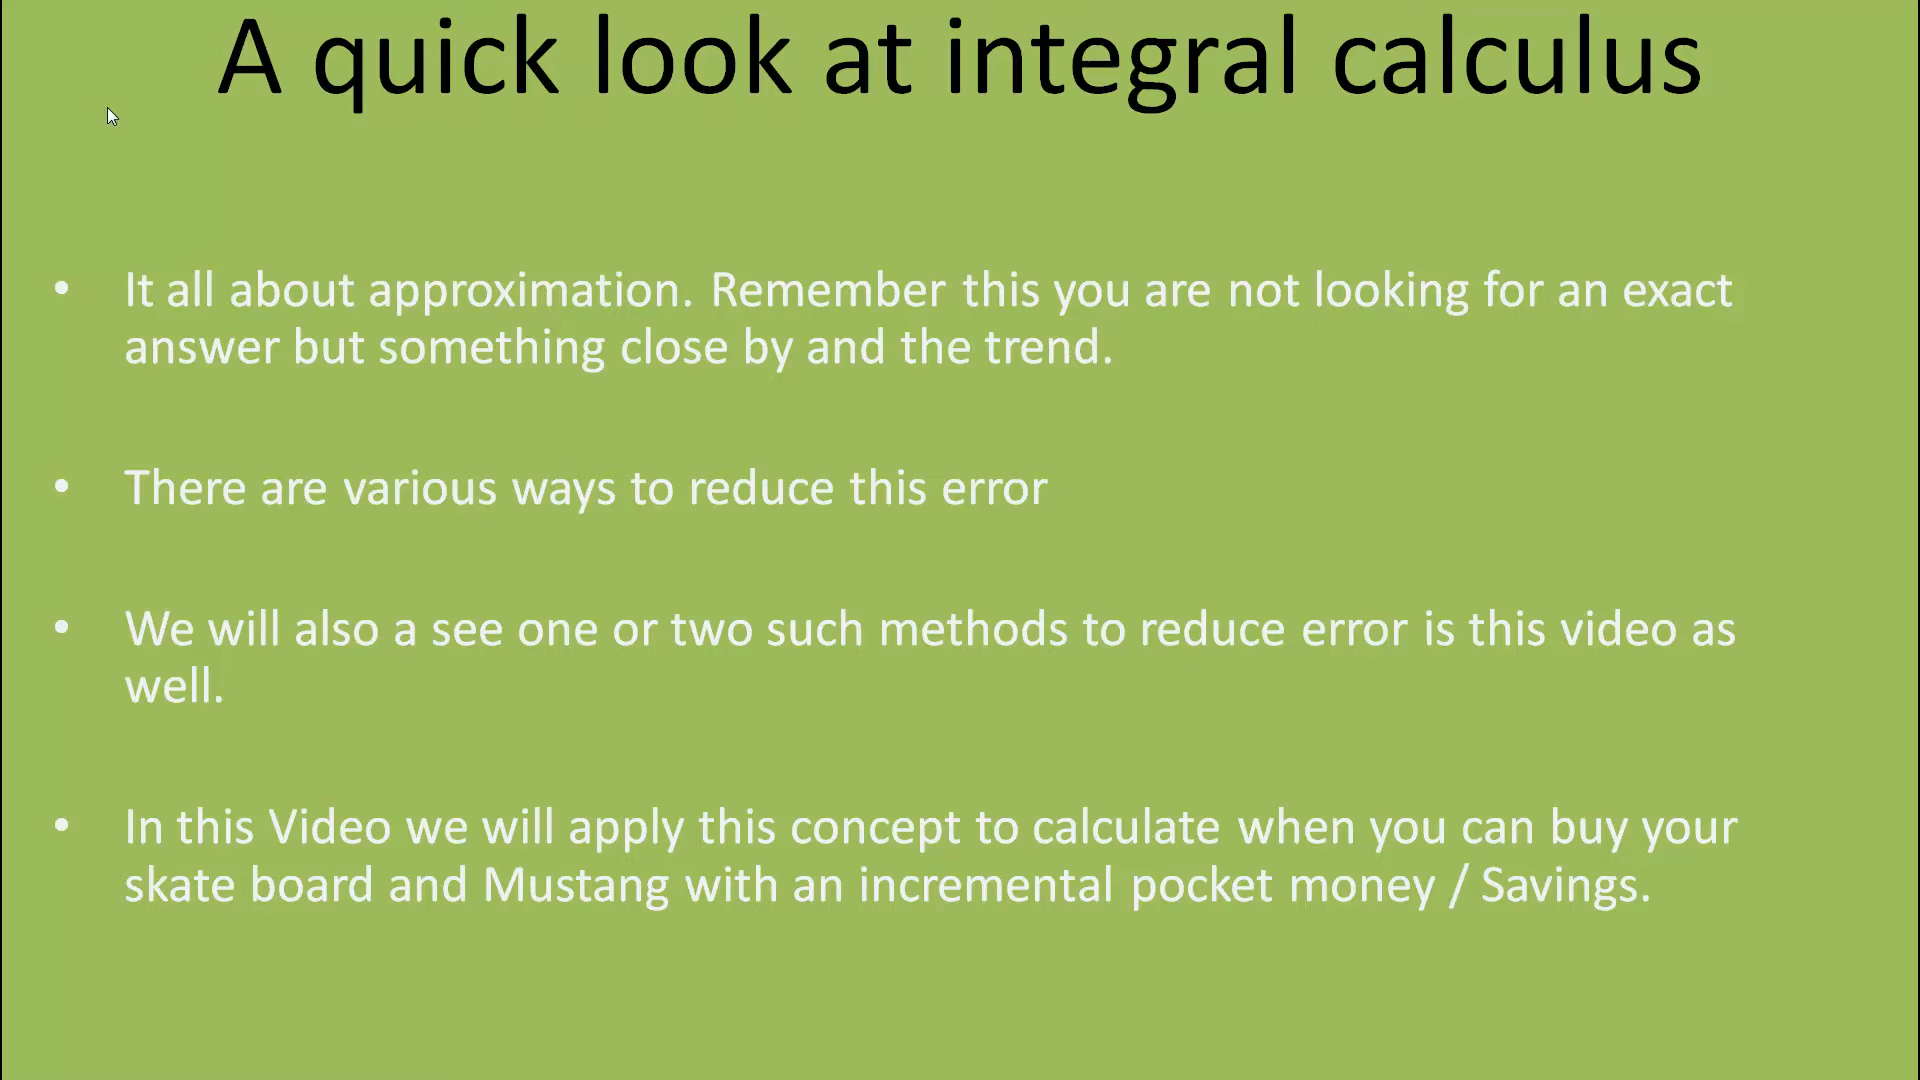 A quick look at integral calculus
• It all about approximation. Remember this you are not looking for an exact
answer but something close by and the trend.
• There are various ways to reduce this error
• We will also a see one or two such methods to reduce error is this video as
well.
• In this Video we will apply this concept to calculate when you can buy your
skate board and Mustang with an incremental pocket money / Savings.